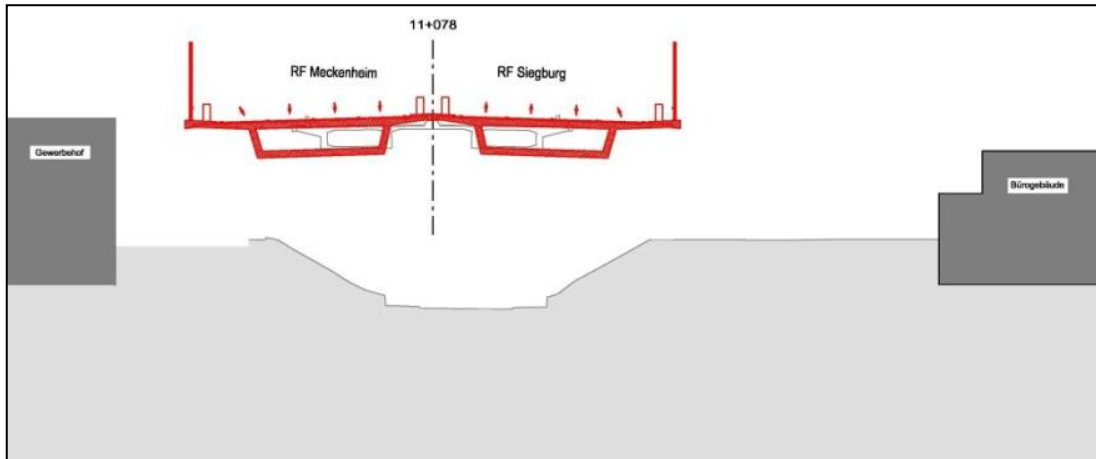 11+078
RF Meckenheim
RF Siegburg
Gewerbehof
Bürogebäude